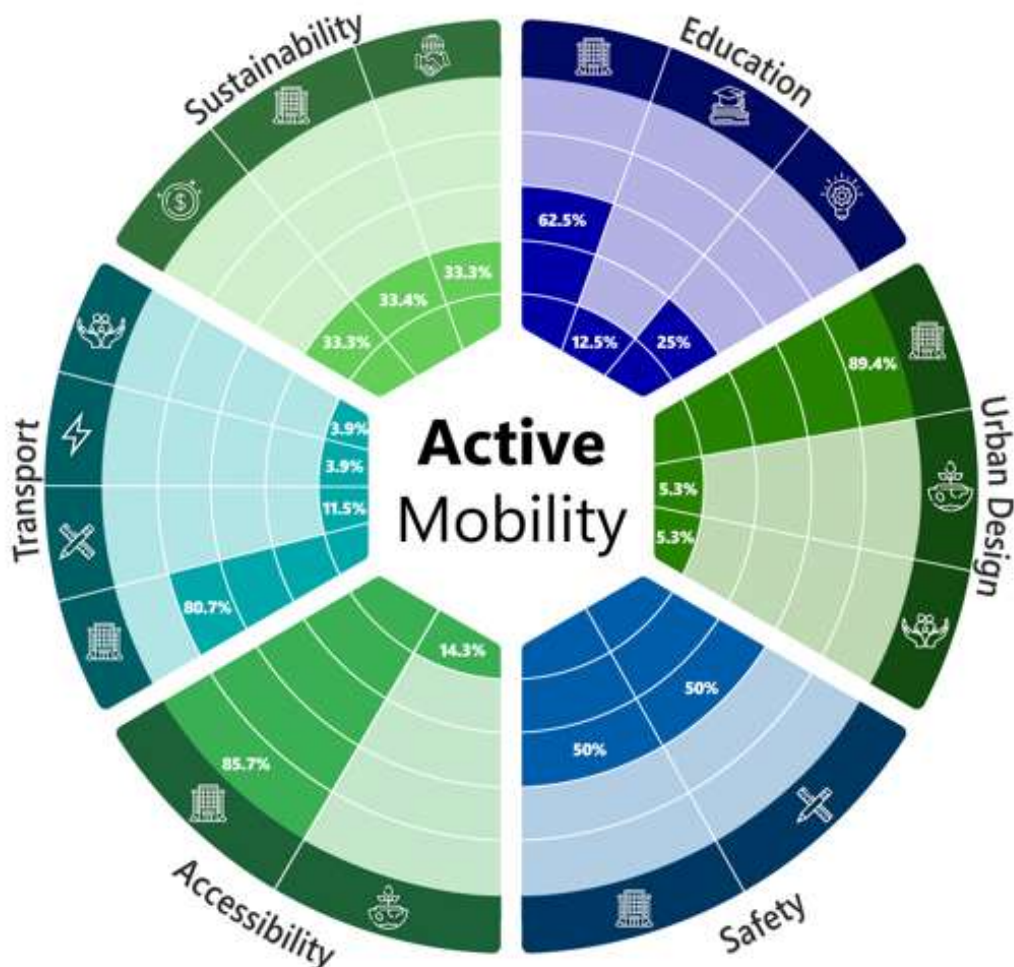 Sustainability
33.3%
33.4%
33.3%
Education
62.5%
12.5%
25%
Urban Design
89.4%
5.3%
5.3%
Safety
50%
50%
Accessibility
14.3%
85.7%
Transport
3.9%
3.9%
11.5%
80.7%
Active
Mobility
$